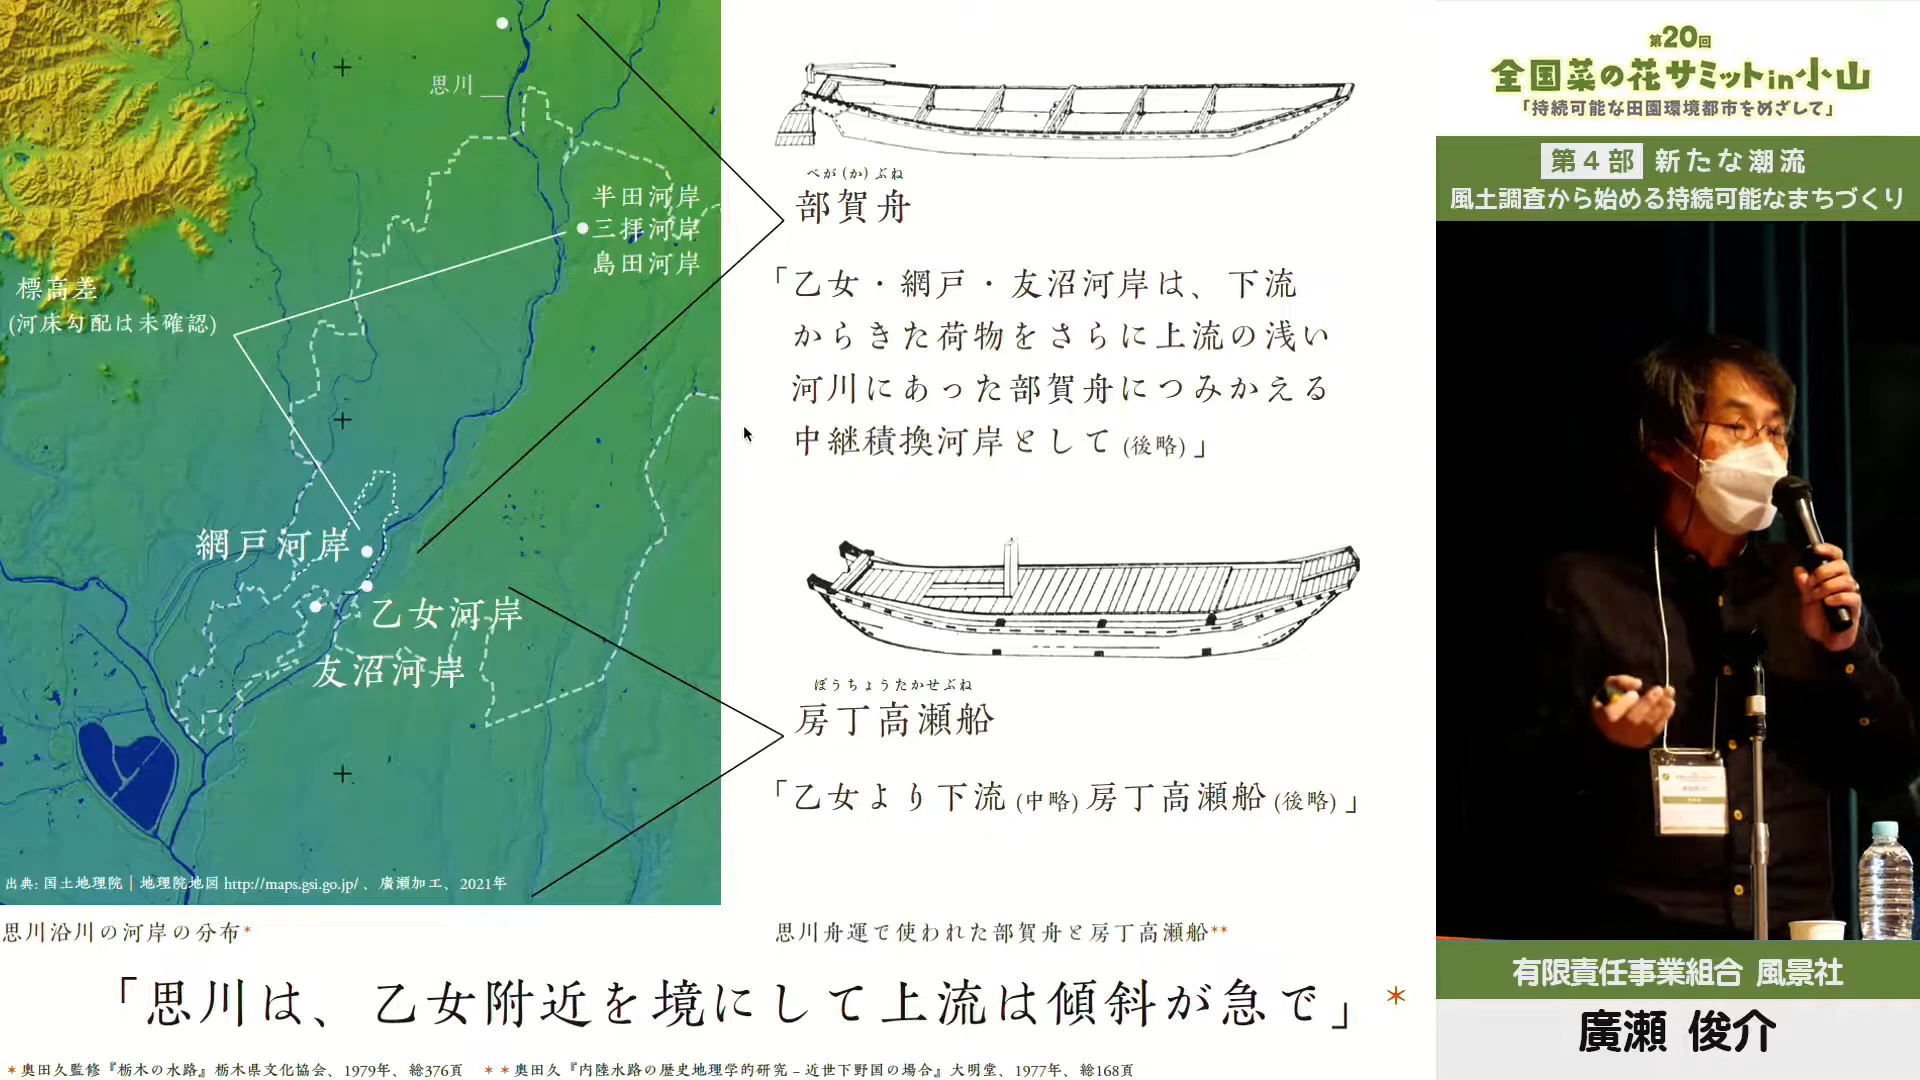 思川
半田河岸
三拝河岸
島田河岸
標高差
(河床勾配は未確認)
網戸河岸
乙女河岸
友沼河岸
出典: 国土地理院│地理院地図 http://maps.gsi.go.jp/ 、廣瀬加工、2021年
思川沿川の河岸の分布*
べが(か)ぶね
部賀舟
「乙女・網戸・友沼河岸は、下流
からきた荷物をさらに上流の浅い
河川にあった部賀舟につみかえる
中継積換河岸として (後略) 」
ぼうちょうたかせぶね
房丁高瀬船
「乙女より下流 (中略) 房丁高瀬船 (後略) 」
思川舟運で使われた部賀舟と房丁高瀬船**
「思川は、乙女附近を境にして上流は傾斜が急で」*
*奥田久監修『栃木の水路』栃木県文化協会、1979年、総376頁 **奥田久『内陸水路の歴史地理学的研究 – 近世下野国の場合』大明堂、1977年、総168頁
第20回
全国菜の花サミットin小山
「持続可能な田園環境都市をめざして」
第4部 新たな潮流
風土調査から始める持続可能なまちづくり
有限責任事業組合 風景社
廣瀬 俊介